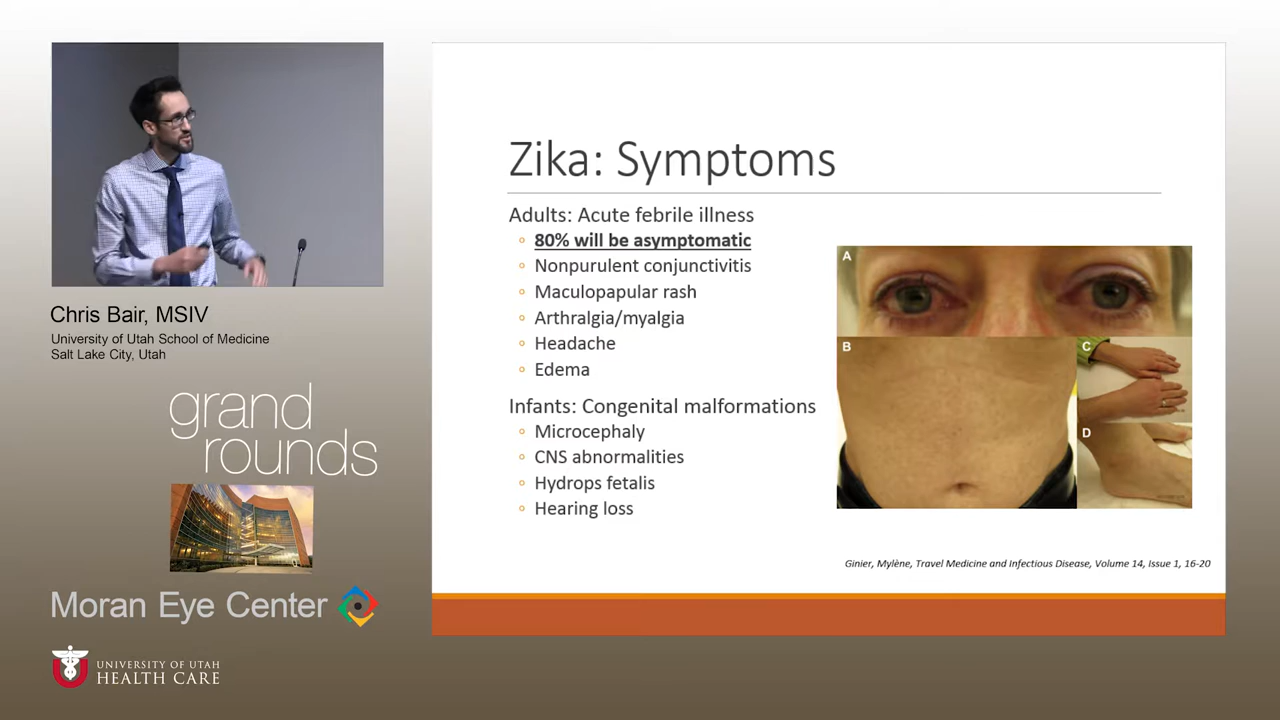 Chris Bair, MSIV
University of Utah School of Medicine
Salt Lake City, Utah
grand
rounds
Moran Eye Center
UNIVERSITY OF UTAH
HEALTH CARE
Zika: Symptoms
Adults: Acute febrile illness
80% will be asymptomatic
Nonpurulent conjunctivitis
Maculopapular rash
Arthralgia/myalgia
Headache
Edema
Infants: Congenital malformations
Microcephaly
CNS abnormalities
Hydrops fetalis
Hearing loss
A
B
C
D
Ginier, Mylène, Travel Medicine and Infectious Disease, Volume 14, Issue 1, 16-20